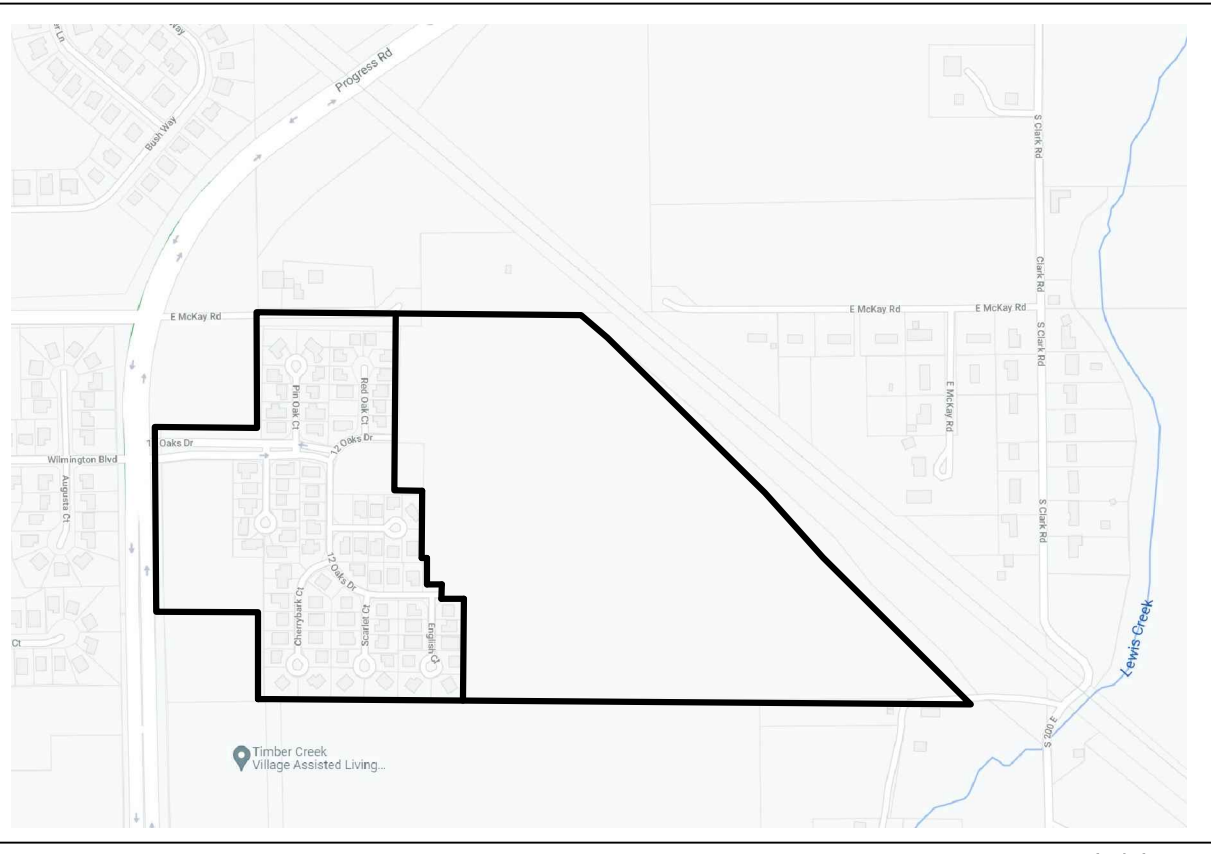 Progress Rd
Bush Way
S Clark Rd
Clark Rd
E McKay Rd
E McKay Rd
E McKay Rd
S Clark Rd
E McKay Rd
Pin Oak Ct
Red Oak Ct
Oaks Dr
12 Oaks Dr
Wilmington Blvd
Augusta Ct
S Clark Rd
12 Oaks Dr
Cherrybark Ct
Scarlet Ct
English Ct
Ct
Lewis Creek
S 200 E
Timber Creek
Village Assisted Living...